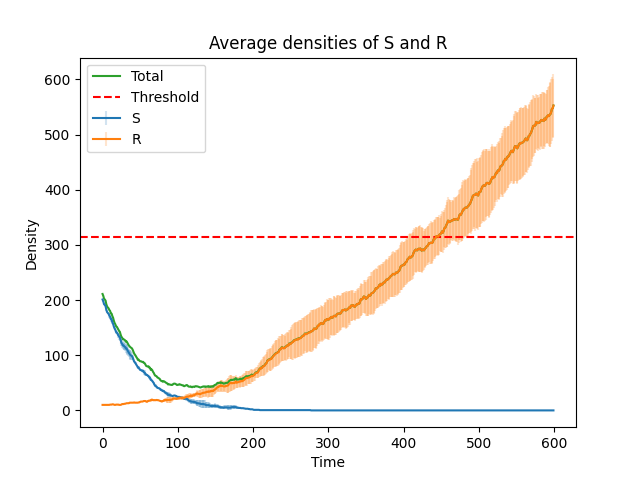 Average densities of S and R
Total
Threshold
S
R
Density
600
500
400
300
200
100
0
0 100 200 300 400 500 600
Time